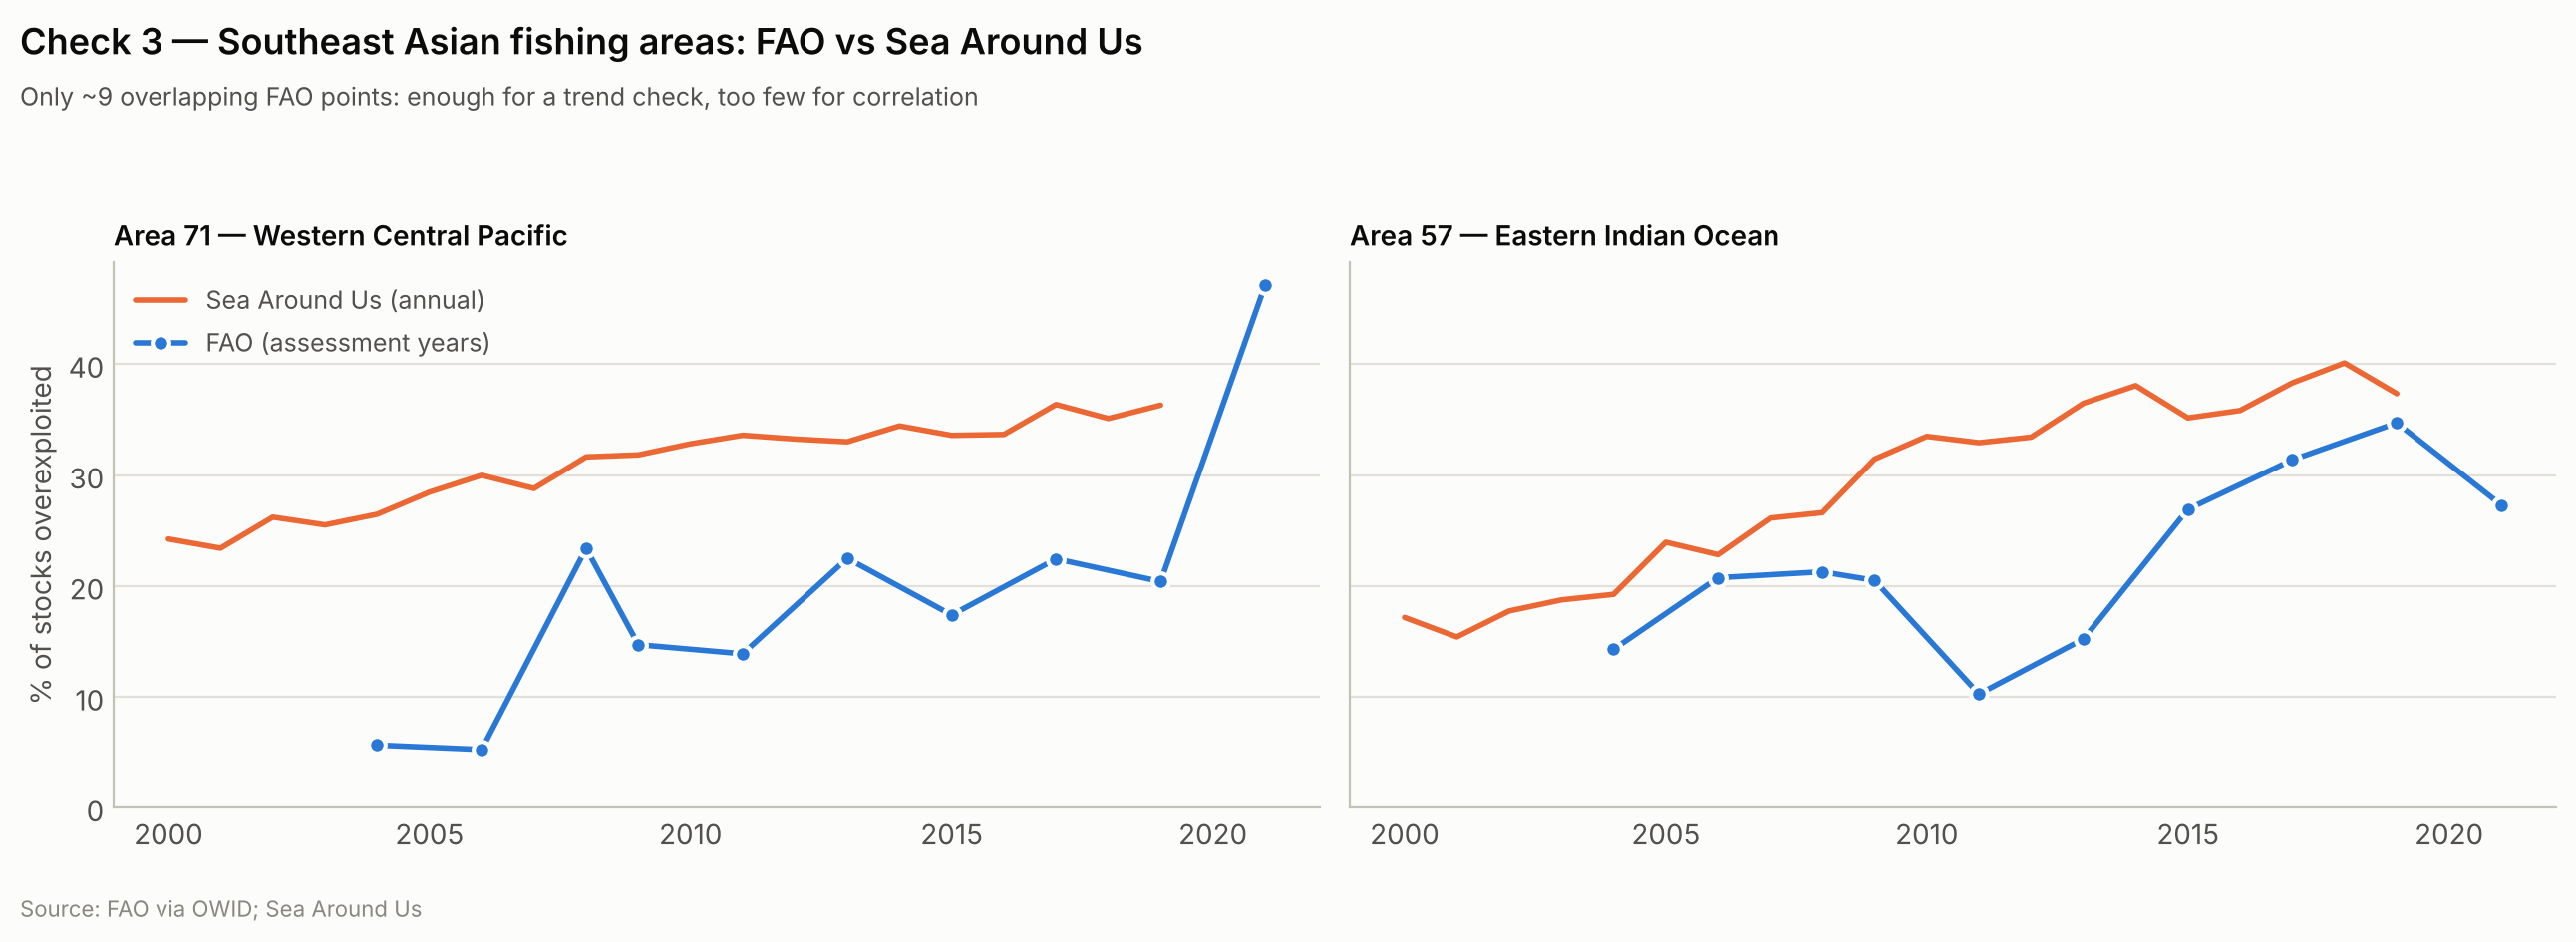 Check 3 — Southeast Asian fishing areas: FAO vs Sea Around Us
Only ~9 overlapping FAO points: enough for a trend check, too few for correlation
Area 71 — Western Central Pacific
Sea Around Us (annual)
FAO (assessment years)
% of stocks overexploited
40
30
20
10
0
2000 2005 2010 2015 2020
Area 57 — Eastern Indian Ocean
2000 2005 2010 2015 2020
Source: FAO via OWID; Sea Around Us